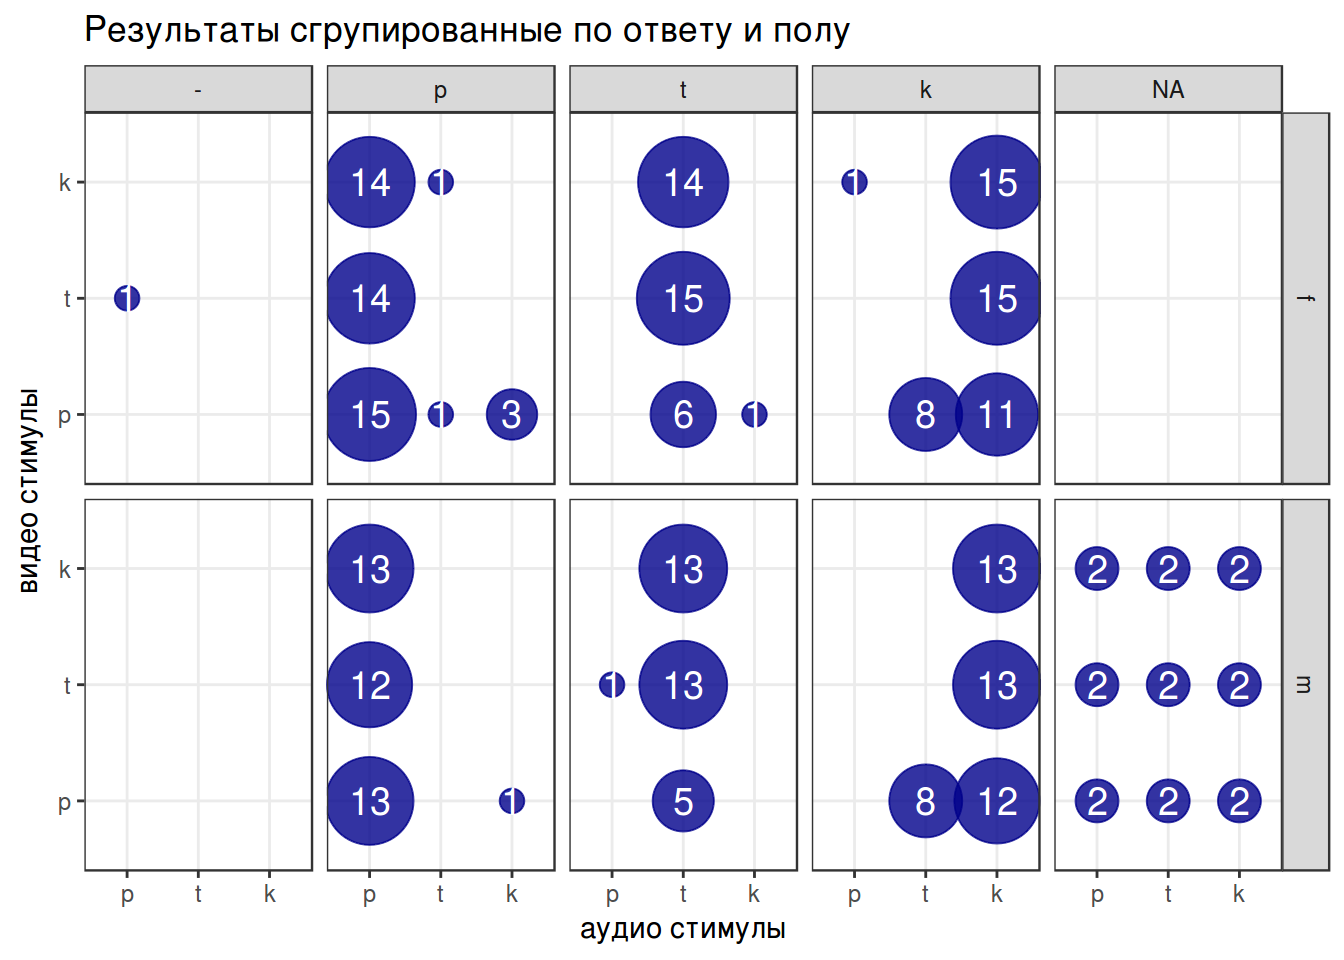 Результаты сгрупированные по ответу и полу
- p t k NA
k 14 1 14 1 15
t 1 14 15 15
p 15 1 3 6 1 8 11
f
k 13 13 13 2 2 2
t 12 1 13 13 2 2 2
p 13 1 5 8 12 2 2 2
m
p t k p t k p t k p t k p t k
аудио стимулы
видео стимулы